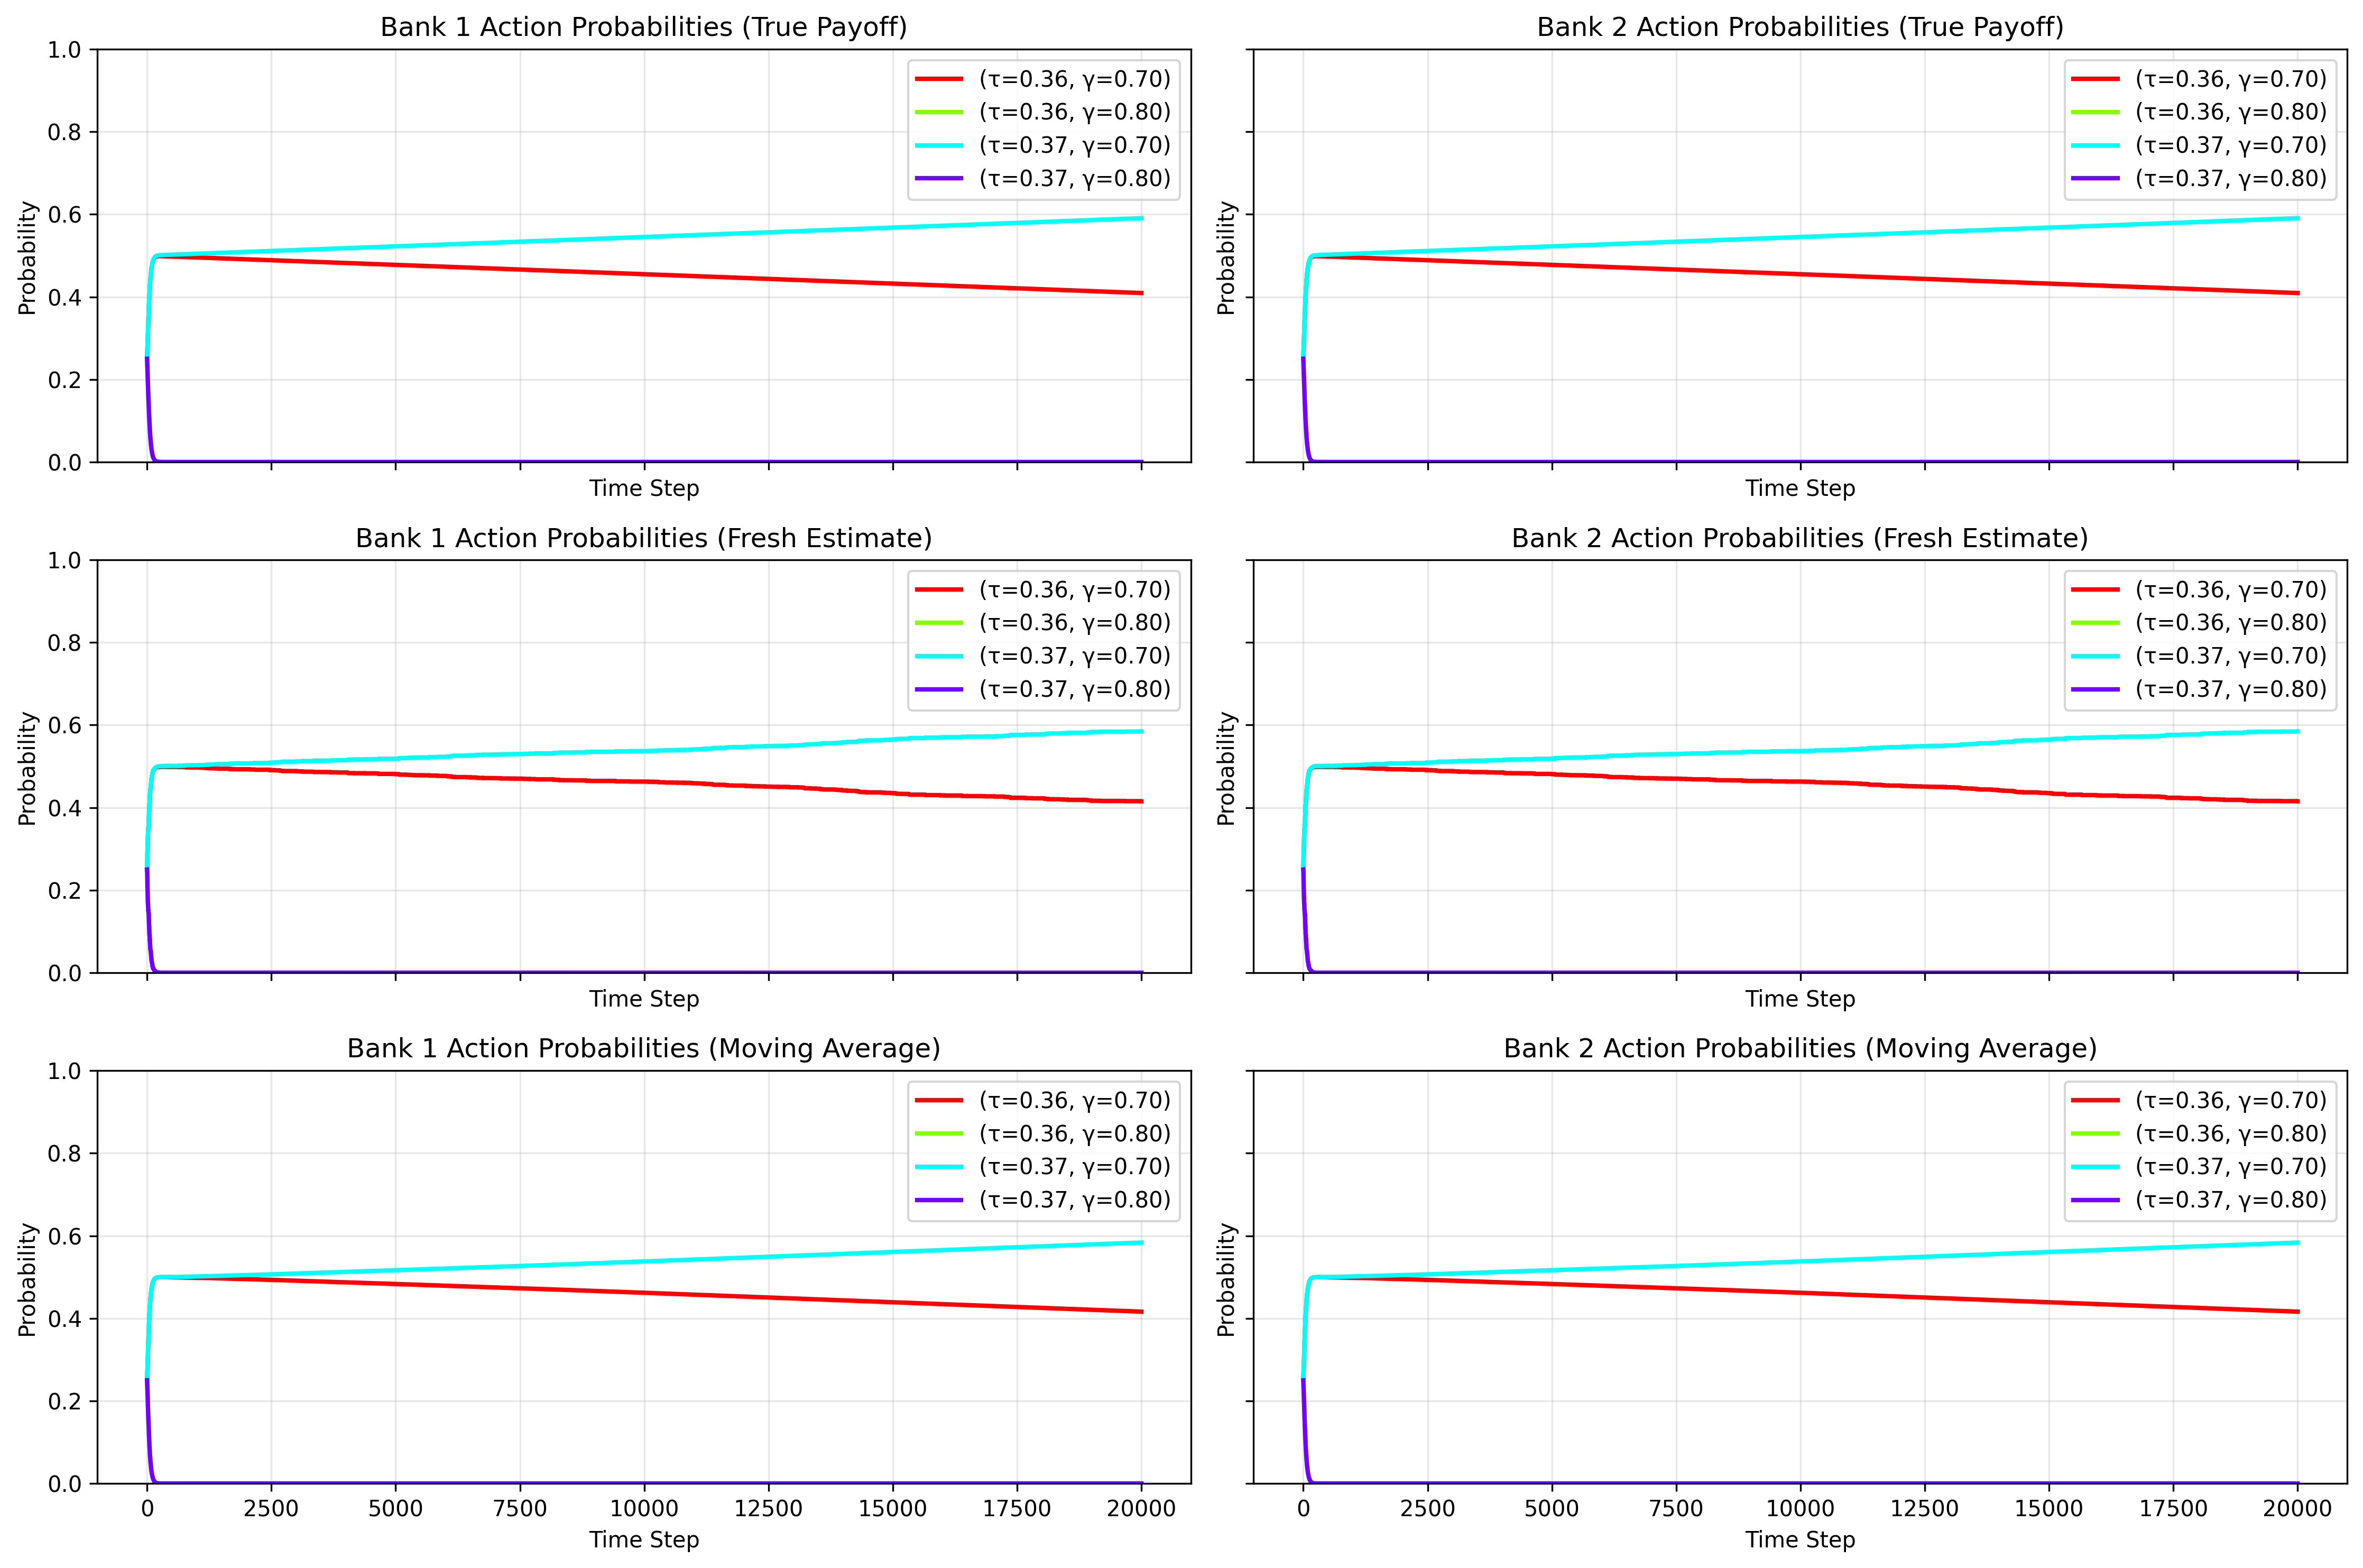 Bank 1 Action Probabilities (True Payoff)
Probability
1.0
0.8
0.6
0.4
0.2
0.0
(τ=0.36, γ=0.70)
(τ=0.36, γ=0.80)
(τ=0.37, γ=0.70)
(τ=0.37, γ=0.80)
Time Step
Bank 2 Action Probabilities (True Payoff)
Probability
(τ=0.36, γ=0.70)
(τ=0.36, γ=0.80)
(τ=0.37, γ=0.70)
(τ=0.37, γ=0.80)
Time Step
Bank 1 Action Probabilities (Fresh Estimate)
Probability
1.0
0.8
0.6
0.4
0.2
0.0
(τ=0.36, γ=0.70)
(τ=0.36, γ=0.80)
(τ=0.37, γ=0.70)
(τ=0.37, γ=0.80)
Time Step
Bank 2 Action Probabilities (Fresh Estimate)
Probability
(τ=0.36, γ=0.70)
(τ=0.36, γ=0.80)
(τ=0.37, γ=0.70)
(τ=0.37, γ=0.80)
Time Step
Bank 1 Action Probabilities (Moving Average)
Probability
1.0
0.8
0.6
0.4
0.2
0.0
(τ=0.36, γ=0.70)
(τ=0.36, γ=0.80)
(τ=0.37, γ=0.70)
(τ=0.37, γ=0.80)
0 2500 5000 7500 10000 12500 15000 17500 20000
Time Step
Bank 2 Action Probabilities (Moving Average)
Probability
(τ=0.36, γ=0.70)
(τ=0.36, γ=0.80)
(τ=0.37, γ=0.70)
(τ=0.37, γ=0.80)
0 2500 5000 7500 10000 12500 15000 17500 20000
Time Step